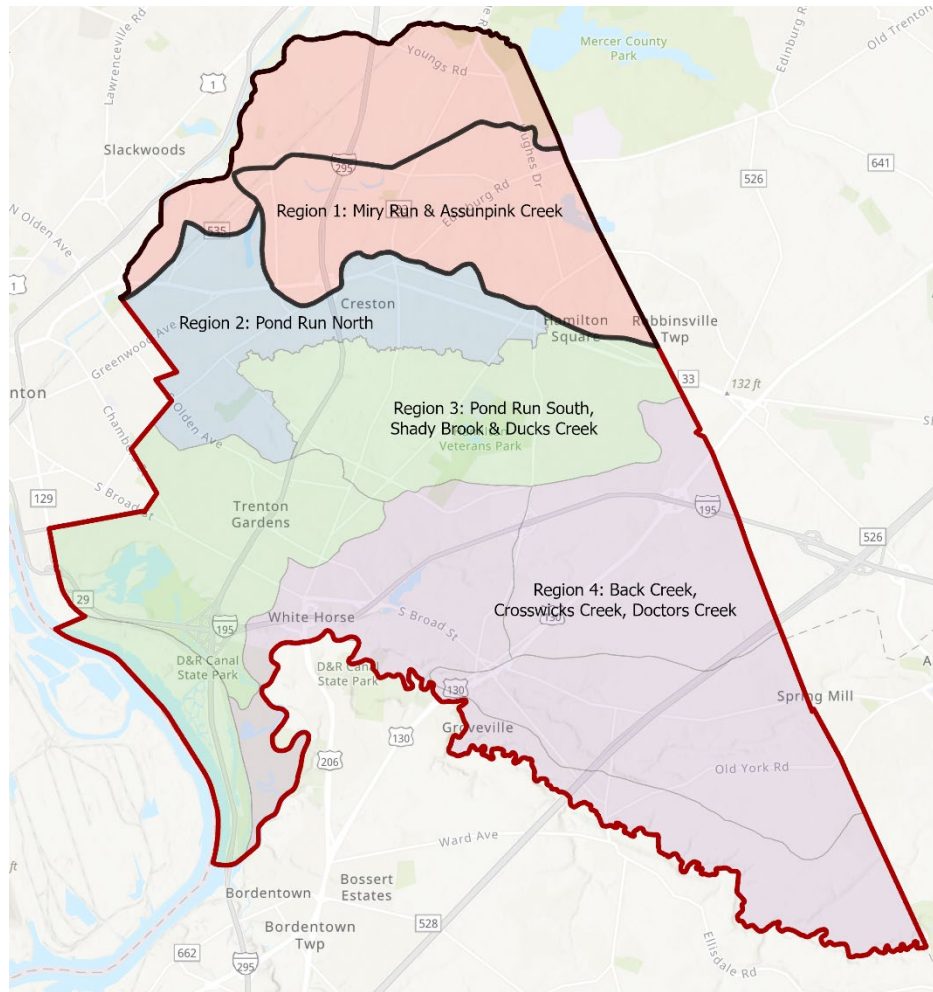 Lawrenceville Rd
1
Edinburg R
Old Trenton
Mercer County
Park
Youngs Rd
Slackwoods
295
526
641
ughes Dr
Edinburg Rd
Region 1: Miry Run & Assunpink Creek
N Olden Ave
535
1
Creston
Region 2: Pond Run North
Hamilton
Square
Robbinsville
Twp
Greenwood Ave
33
132 ft
nton
Region 3: Pond Run South,
Shady Brook & Ducks Creek
Veterans Park
S Olden Ave
S Broad St
129
Trenton
Gardens
195
526
Region 4: Back Creek,
Crosswicks Creek, Doctors Creek
130
29
195
White Horse
S Broad St
D&R Canal
State Park
D&R Canal
State Park
130
Groveville
130
206
Spring Mill
Old York Rd
Ward Ave
ft
Bordentown
Bossert
Estates
528
Bordentown
Twp
662
295
Ellisdale Rd